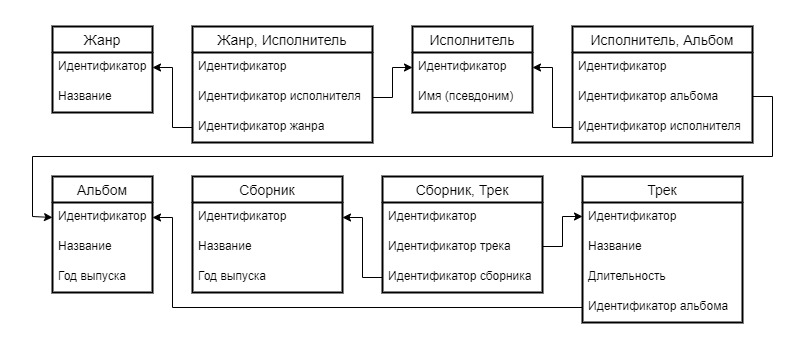 Жанр
Идентификатор
Название
Жанр, Исполнитель
Идентификатор
Идентификатор исполнителя
Идентификатор жанра
Исполнитель
Идентификатор
Имя (псевдоним)
Исполнитель, Альбом
Идентификатор
Идентификатор альбома
Идентификатор исполнителя
Альбом
Идентификатор
Название
Год выпуска
Сборник
Идентификатор
Название
Год выпуска
Сборник, Трек
Идентификатор
Идентификатор трека
Идентификатор сборника
Трек
Идентификатор
Название
Длительность
Идентификатор альбома